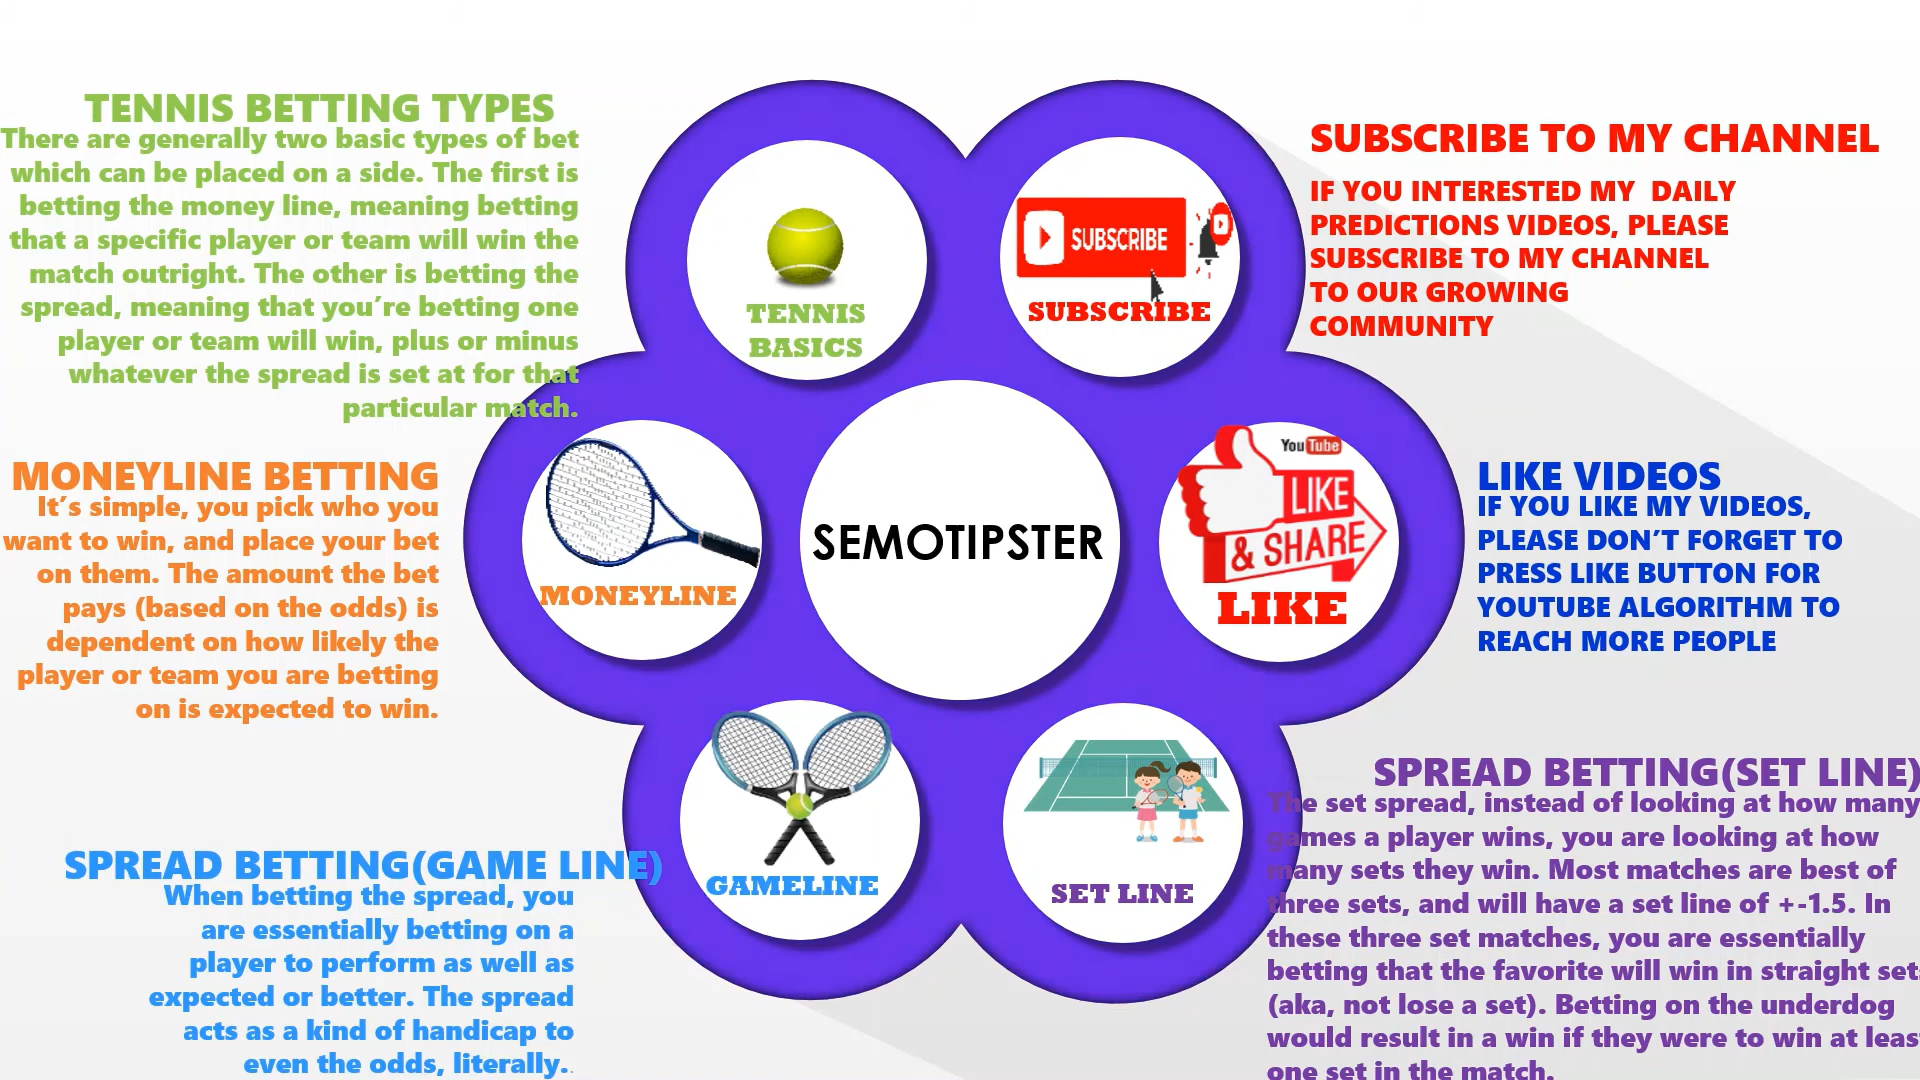 TENNIS BETTING TYPES
There are generally two basic types of bet
which can be placed on a side. The first is
betting the money line, meaning betting
that a specific player or team will win the
match outright. The other is betting the
spread, meaning that you're betting one
player or team will win, plus or minus
whatever the spread is set at for that
particular match.
MONEYLINE BETTING
It's simple, you pick who you
want to win, and place your bet
on them. The amount the bet
pays (based on the odds) is
dependent on how likely the
player or team you are betting
on is expected to win.
SPREAD BETTING(GAME LINE)
When betting the spread, you
are essentially betting on a
player to perform as well as
expected or better. The spread
acts as a kind of handicap to
even the odds, literally..
TENNIS
BASICS
SUBSCRIBE
SUBSCRIBE
MONEYLINE
SEMOTIPSTER
YouTube
LIKE
& SHARE
LIKE
GAMELINE
SET LINE
SUBSCRIBE TO MY CHANNEL
IF YOU INTERESTED MY DAILY
PREDICTIONS VIDEOS, PLEASE
SUBSCRIBE TO MY CHANNEL
TO OUR GROWING
COMMUNITY
LIKE VIDEOS
IF YOU LIKE MY VIDEOS,
PLEASE DON'T FORGET TO
PRESS LIKE BUTTON FOR
YOUTUBE ALGORITHM TO
REACH MORE PEOPLE
SPREAD BETTING(SET LINE)
The set spread, instead of looking at how many
games a player wins, you are looking at how
many sets they win. Most matches are best of
three sets, and will have a set line of +-1.5. In
these three set matches, you are essentially
betting that the favorite will win in straight sets
(aka, not lose a set). Betting on the underdog
would result in a win if they were to win at least
one set in the match.